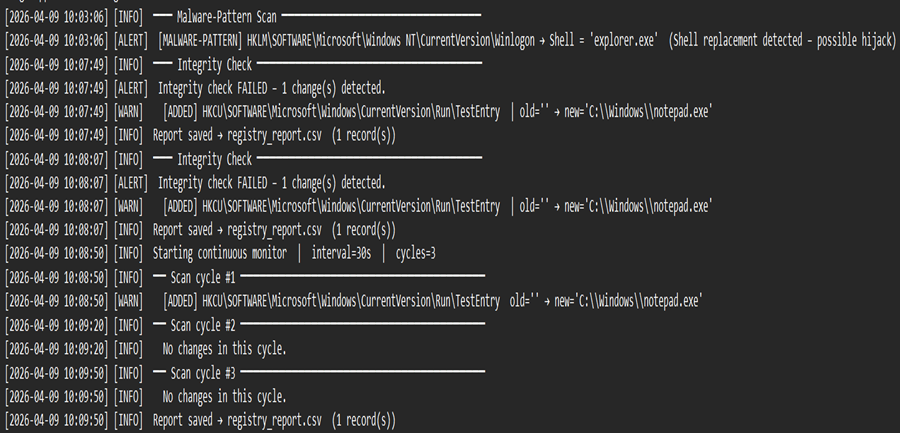 [2026-04-09 10:03:06] [INFO] ─── Malware-Pattern Scan ──────────────────────────────
[2026-04-09 10:03:06] [ALERT] [MALWARE-PATTERN] HKLM\SOFTWARE\Microsoft\Windows NT\CurrentVersion\Winlogon → Shell = 'explorer.exe' (Shell replacement detected – possible hijack)
[2026-04-09 10:07:49] [INFO] ─── Integrity Check ──────────────────────────────
[2026-04-09 10:07:49] [ALERT] Integrity check FAILED – 1 change(s) detected.
[2026-04-09 10:07:49] [WARN] [ADDED] HKCU\SOFTWARE\Microsoft\Windows\CurrentVersion\Run\TestEntry | old='' → new='C:\\Windows\\notepad.exe'
[2026-04-09 10:07:49] [INFO] Report saved → registry_report.csv (1 record(s))
[2026-04-09 10:08:07] [INFO] ─── Integrity Check ──────────────────────────────
[2026-04-09 10:08:07] [ALERT] Integrity check FAILED – 1 change(s) detected.
[2026-04-09 10:08:07] [WARN] [ADDED] HKCU\SOFTWARE\Microsoft\Windows\CurrentVersion\Run\TestEntry | old='' → new='C:\\Windows\\notepad.exe'
[2026-04-09 10:08:07] [INFO] Report saved → registry_report.csv (1 record(s))
[2026-04-09 10:08:50] [INFO] Starting continuous monitor | interval=30s | cycles=3
[2026-04-09 10:08:50] [INFO] ── Scan cycle #1 ──────────────────────────────
[2026-04-09 10:08:50] [WARN] [ADDED] HKCU\SOFTWARE\Microsoft\Windows\CurrentVersion\Run\TestEntry old='' → new='C:\\Windows\\notepad.exe'
[2026-04-09 10:09:20] [INFO] ── Scan cycle #2 ──────────────────────────────
[2026-04-09 10:09:20] [INFO] No changes in this cycle.
[2026-04-09 10:09:50] [INFO] ── Scan cycle #3 ──────────────────────────────
[2026-04-09 10:09:50] [INFO] No changes in this cycle.
[2026-04-09 10:09:50] [INFO] Report saved → registry_report.csv (1 record(s))